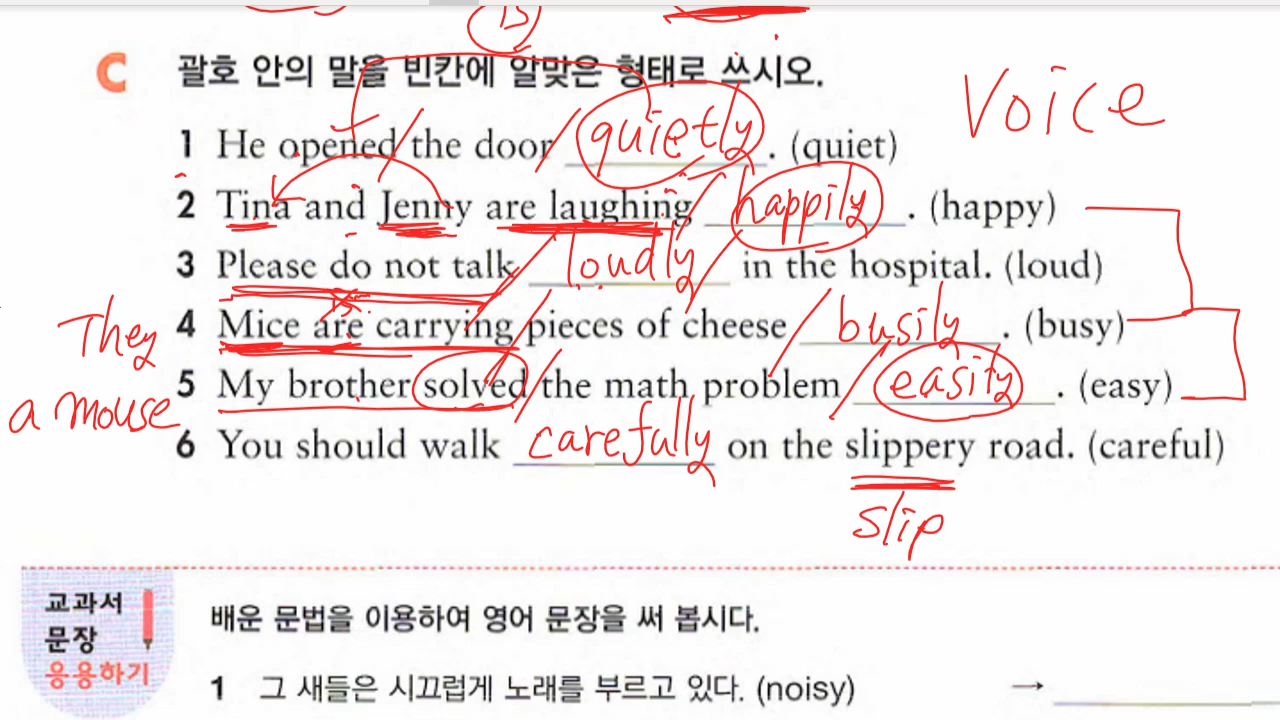 is
C 괄호 안의 말을 빈칸에 알맞은 형태로 쓰시오.
Voice
1 He opened the door quietly. (quiet)
2 Tina and Jenny are laughing happily. (happy)
3 Please do not talk loudly in the hospital. (loud)
is
They
4 Mice are carrying pieces of cheese busily. (busy)
a mouse
5 My brother solved the math problem easily. (easy)
6 You should walk carefully on the slippery road. (careful)
slip
교과서
문장
응용하기
배운 문법을 이용하여 영어 문장을 써 봅시다.
1 그 새들은 시끄럽게 노래를 부르고 있다. (noisy) →